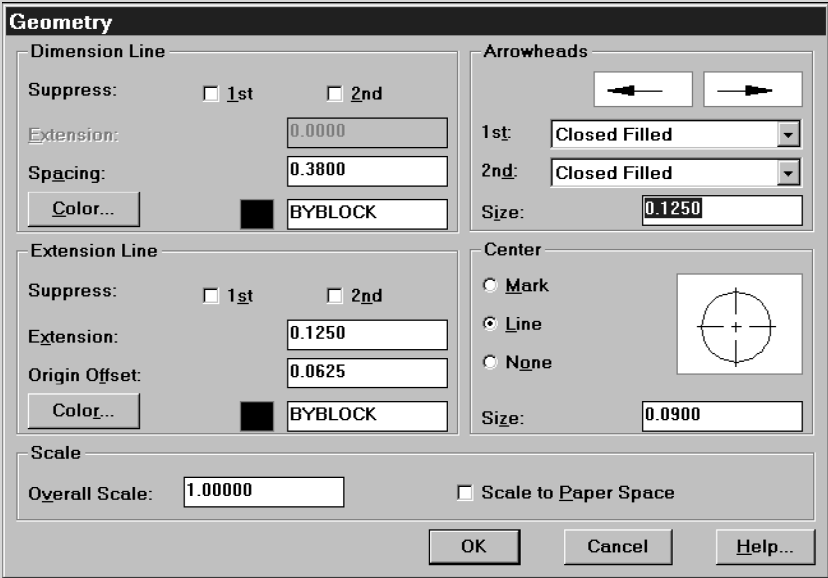 Geometry
Dimension Line
Suppress: 1st 2nd
Extension: 0.0000
Spacing: 0.3800
Color... BYBLOCK
Arrowheads
1st: Closed Filled
2nd: Closed Filled
Size: 0.1250
Extension Line
Suppress: 1st 2nd
Extension: 0.1250
Origin Offset: 0.0625
Color... BYBLOCK
Center
Mark
Line
None
Size: 0.0900
Scale
Overall Scale: 1.00000 Scale to Paper Space
OK Cancel Help...